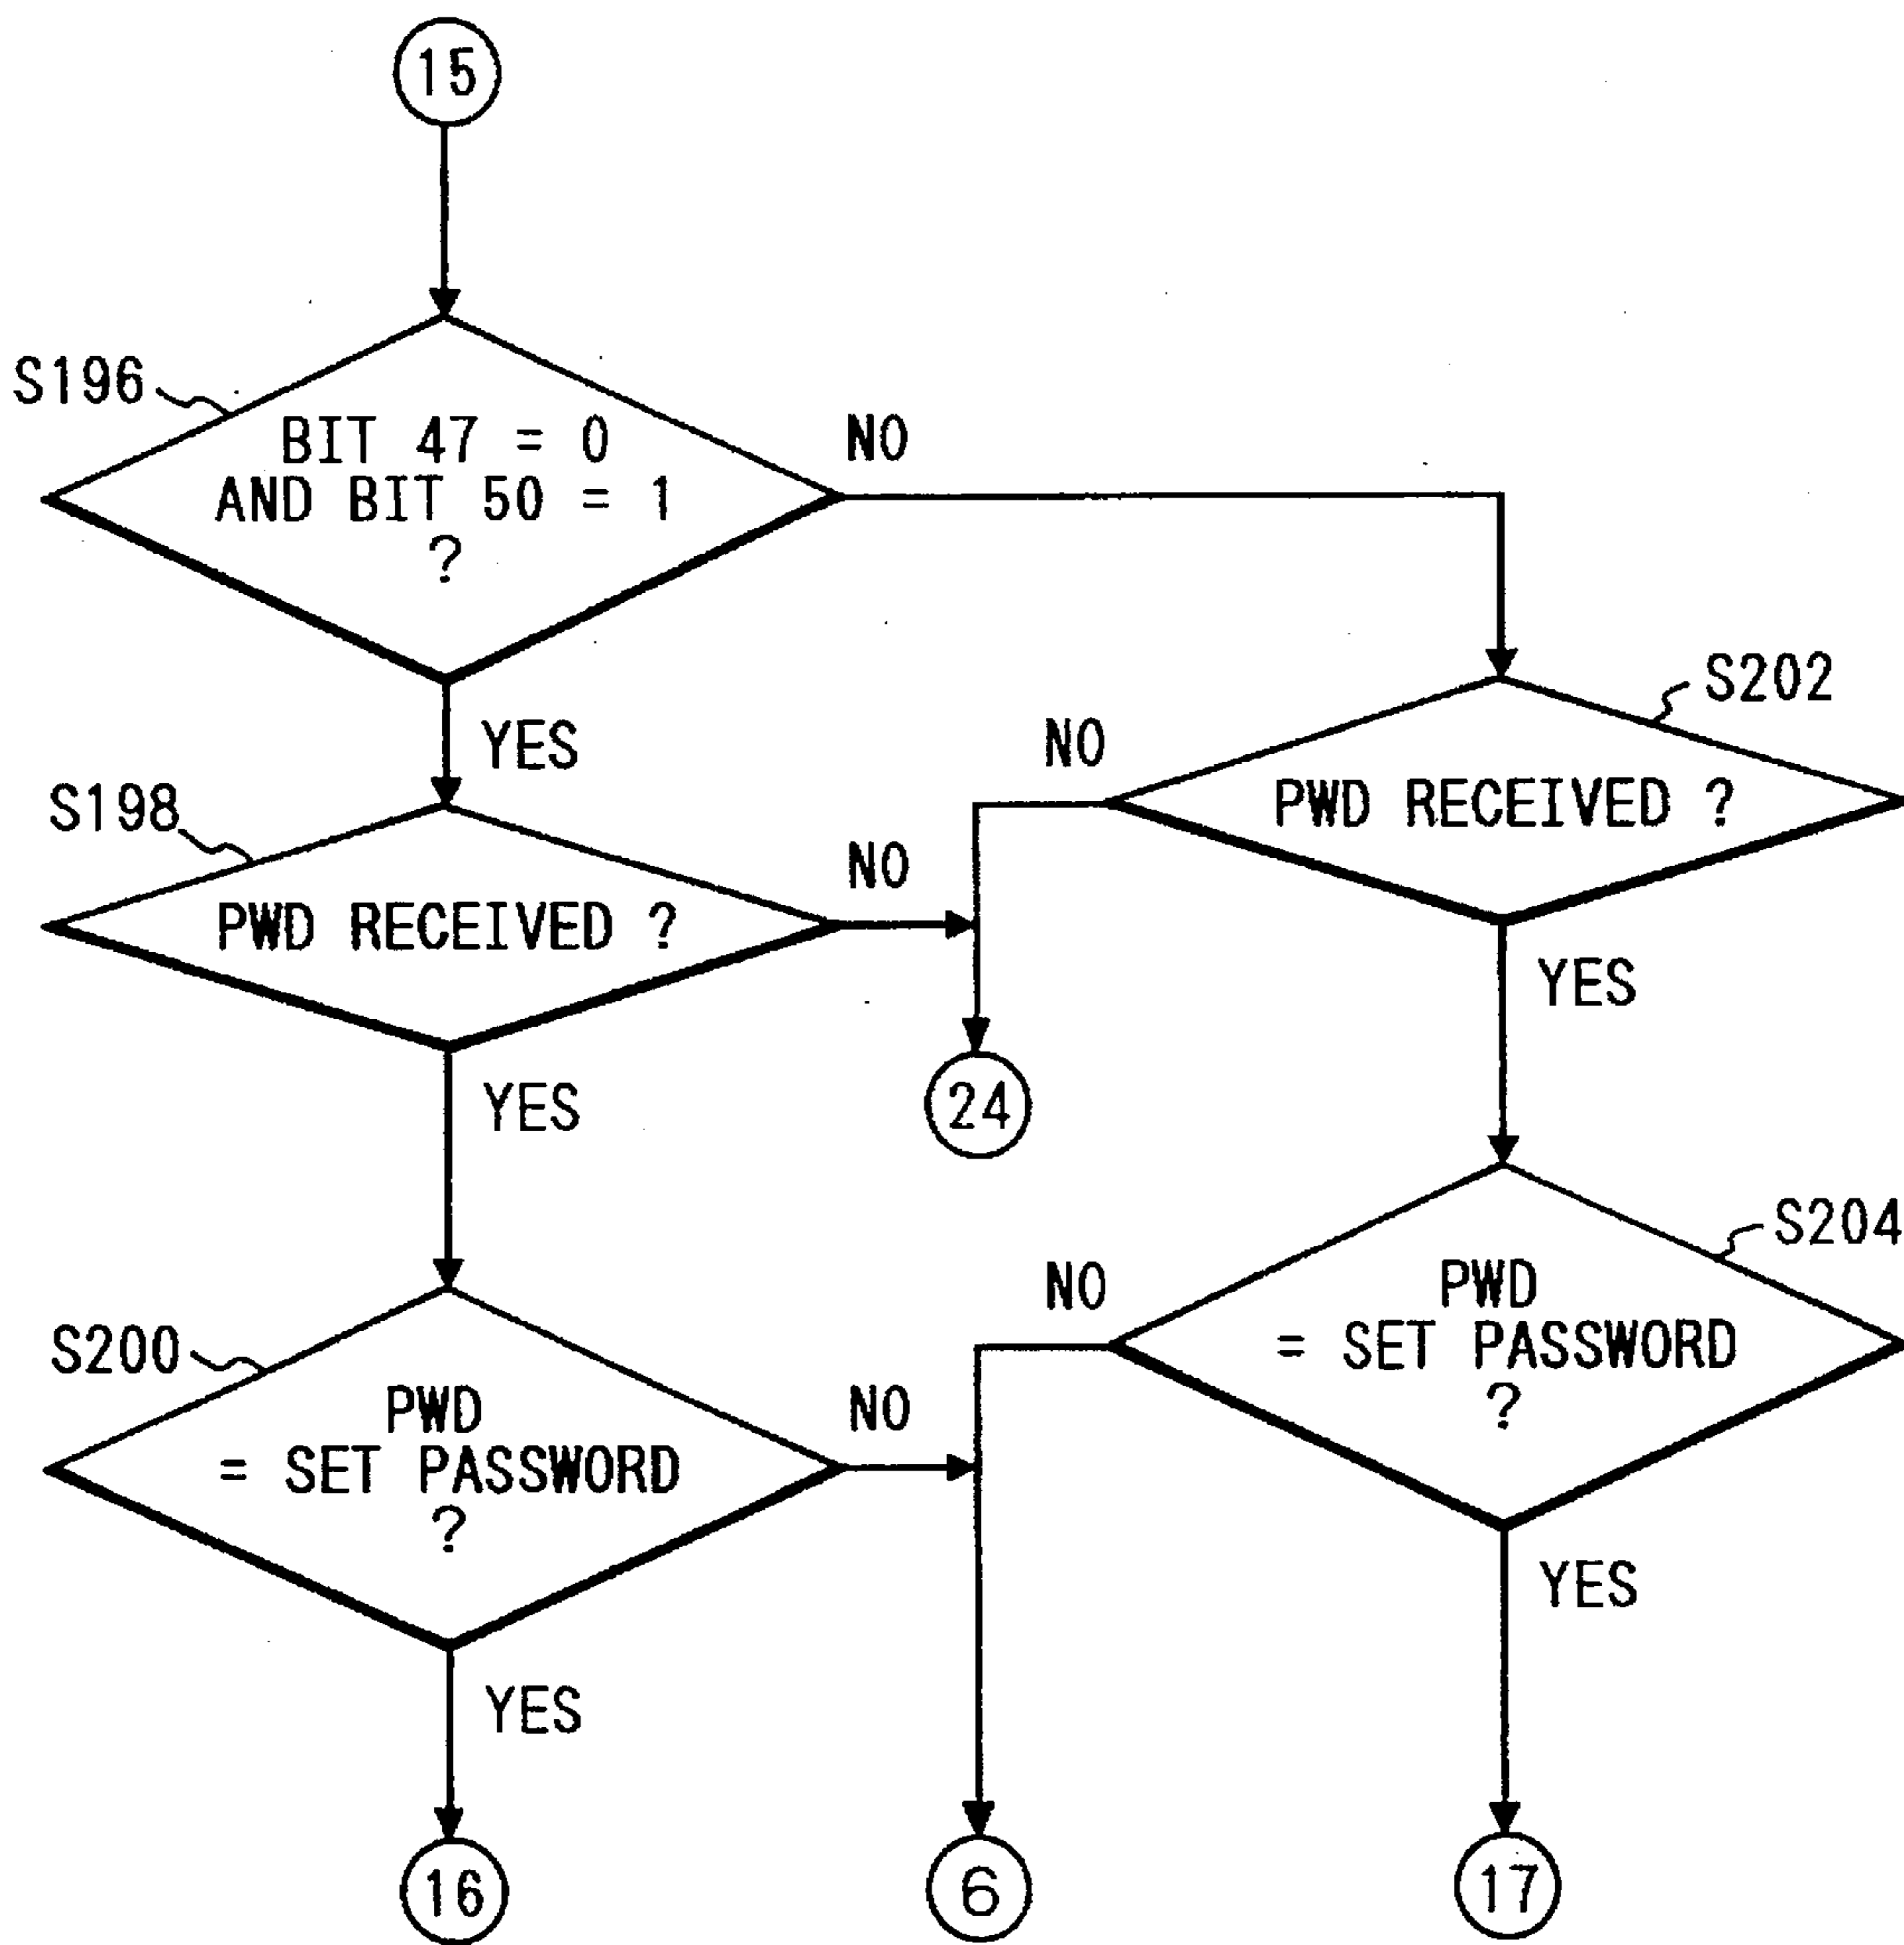 15
S196
BIT 47 = 0
AND BIT 50 = 1
?
NO
YES
S202
NO
PWD RECEIVED ?
YES
S198
PWD RECEIVED ?
NO
YES
24
S204
NO
PWD
= SET PASSWORD
?
YES
S200
PWD
= SET PASSWORD
?
NO
YES
16
6
17